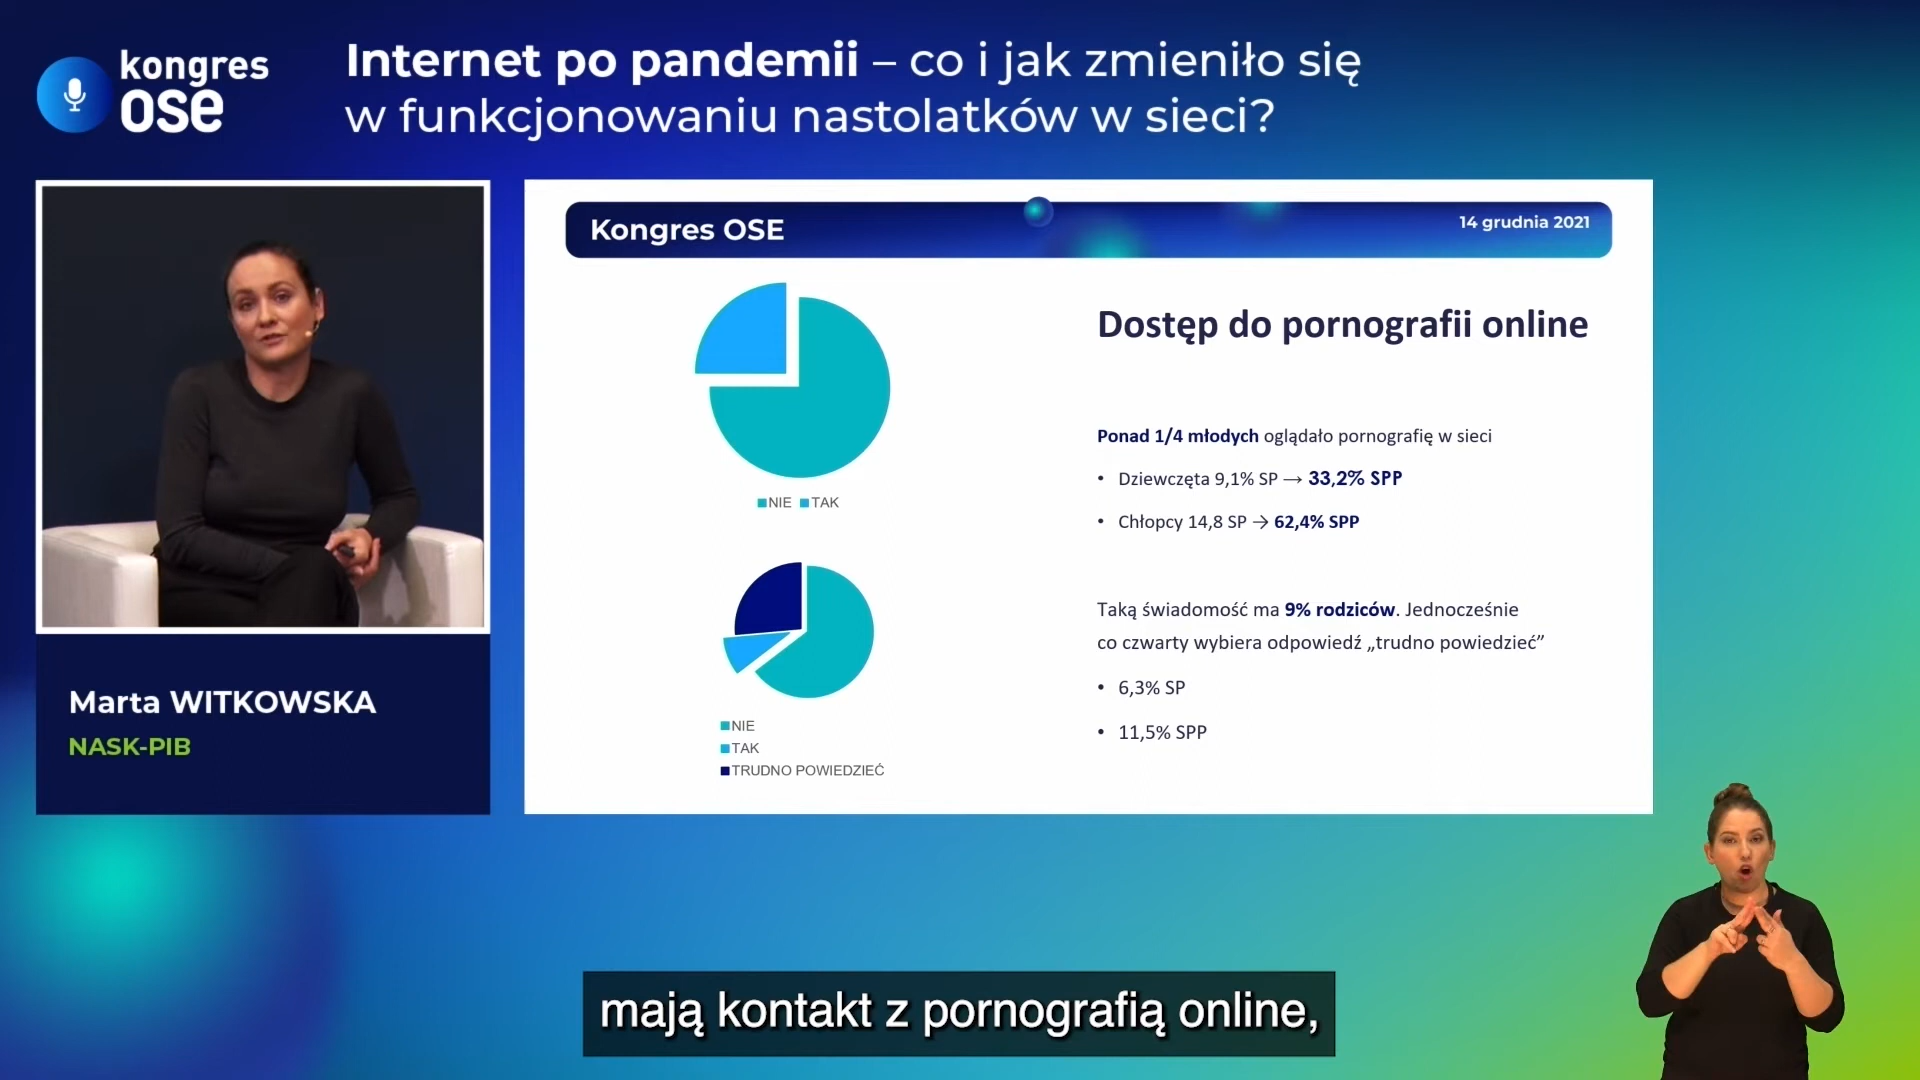 kongres
ose
Internet po pandemii – co i jak zmieniło się
w funkcjonowaniu nastolatków w sieci?
Kongres OSE
14 grudnia 2021
NIE TAK
Dostęp do pornografii online
Ponad 1/4 młodych oglądało pornografię w sieci
• Dziewczęta 9,1% SP → 33,2% SPP
• Chłopcy 14,8 SP → 62,4% SPP
NIE
TAK
TRUDNO POWIEDZIEĆ
Taką świadomość ma 9% rodziców. Jednocześnie
co czwarty wybiera odpowiedź „trudno powiedzieć”
• 6,3% SP
• 11,5% SPP
Marta WITKOWSKA
NASK-PIB
mają kontakt z pornografią online,